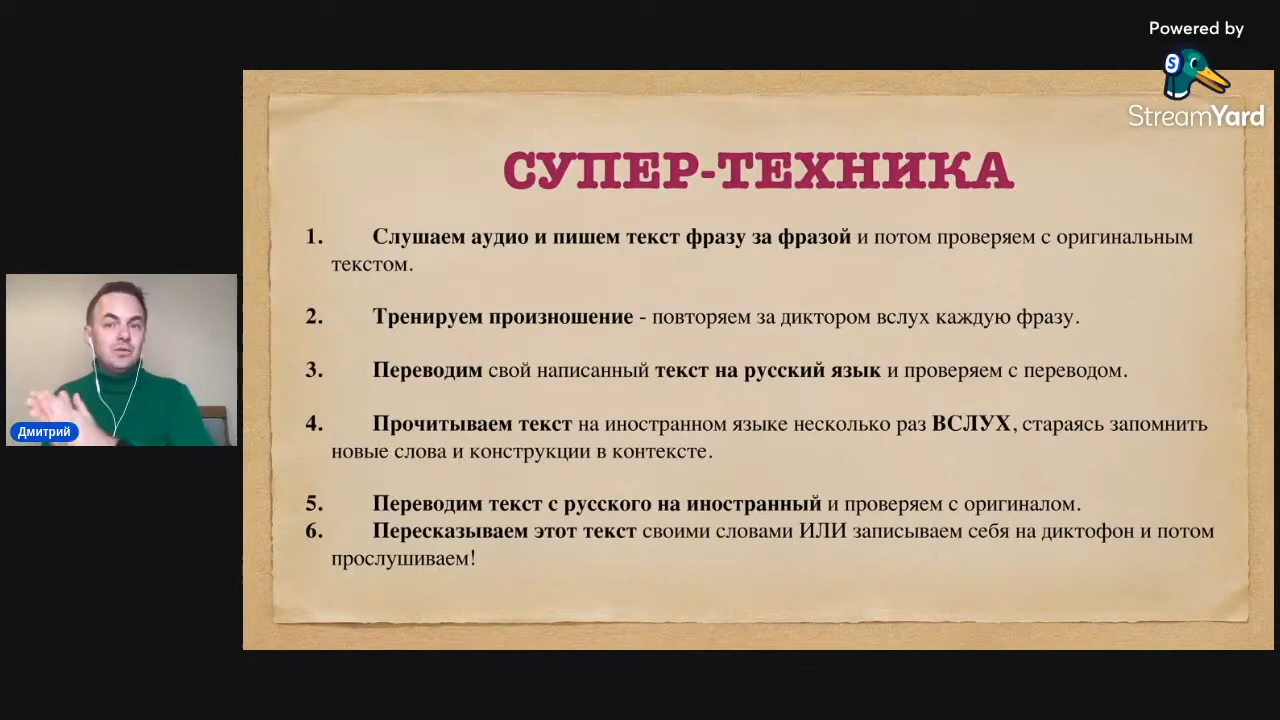 Powered by
StreamYard
СУПЕР-ТЕХНИКА
1. Слушаем аудио и пишем текст фразу за фразой и потом проверяем с оригинальным
текстом.
2. Тренируем произношение - повторяем за диктором вслух каждую фразу.
3. Переводим свой написанный текст на русский язык и проверяем с переводом.
4. Прочитываем текст на иностранном языке несколько раз ВСЛУХ, стараясь запомнить
новые слова и конструкции в контексте.
5. Переводим текст с русского на иностранный и проверяем с оригиналом.
6. Пересказываем этот текст своими словами ИЛИ записываем себя на диктофон и потом
прослушиваем!
Дмитрий